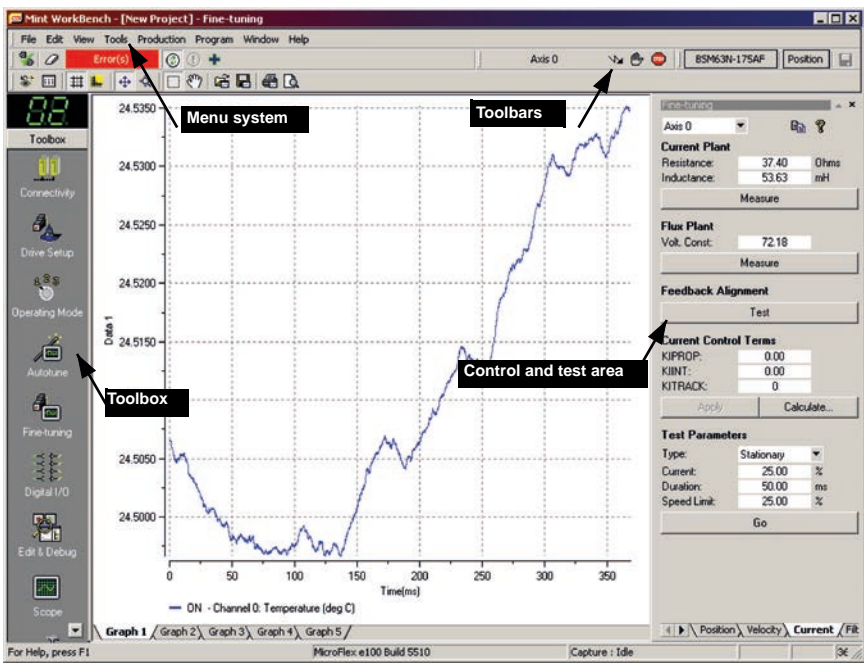 Mint WorkBench - [New Project] - Fine-tuning
File Edit View Tools Production Program Window Help
Error(s)
Axis 0
BSM63N-175AF
Position
Menu system
Toolbars
88
Toolbox
Connectivity
Drive Setup
Operating Mode
Autotune
Fine-tuning
Digital I/O
Edit & Debug
Scope
Toolbox
24.5350
24.5300
24.5250
24.5200
24.5150
24.5050
24.5000
Data 1
0 50 100 150 200 250 300 350
Time(ms)
ON - Channel 0: Temperature (deg C)
Graph 1 Graph 2 Graph 3 Graph 4 Graph 5
Control and test area
Fine-tuning
Axis 0
Current Plant
Resistance: 37.40 Ohms
Inductance: 53.63 mH
Measure
Flux Plant
Volt. Const: 72.18
Measure
Feedback Alignment
Test
Current Control Terms
KIPROP: 0.00
KIINT: 0.00
KITRACK: 0
Apply Calculate...
Test Parameters
Type: Stationary
Current: 25.00 %
Duration: 50.00 ms
Speed Limit: 25.00 %
Go
Position Velocity Current Filt
For Help, press F1
MicroFlex e100 Build 5510
Capture : Idle